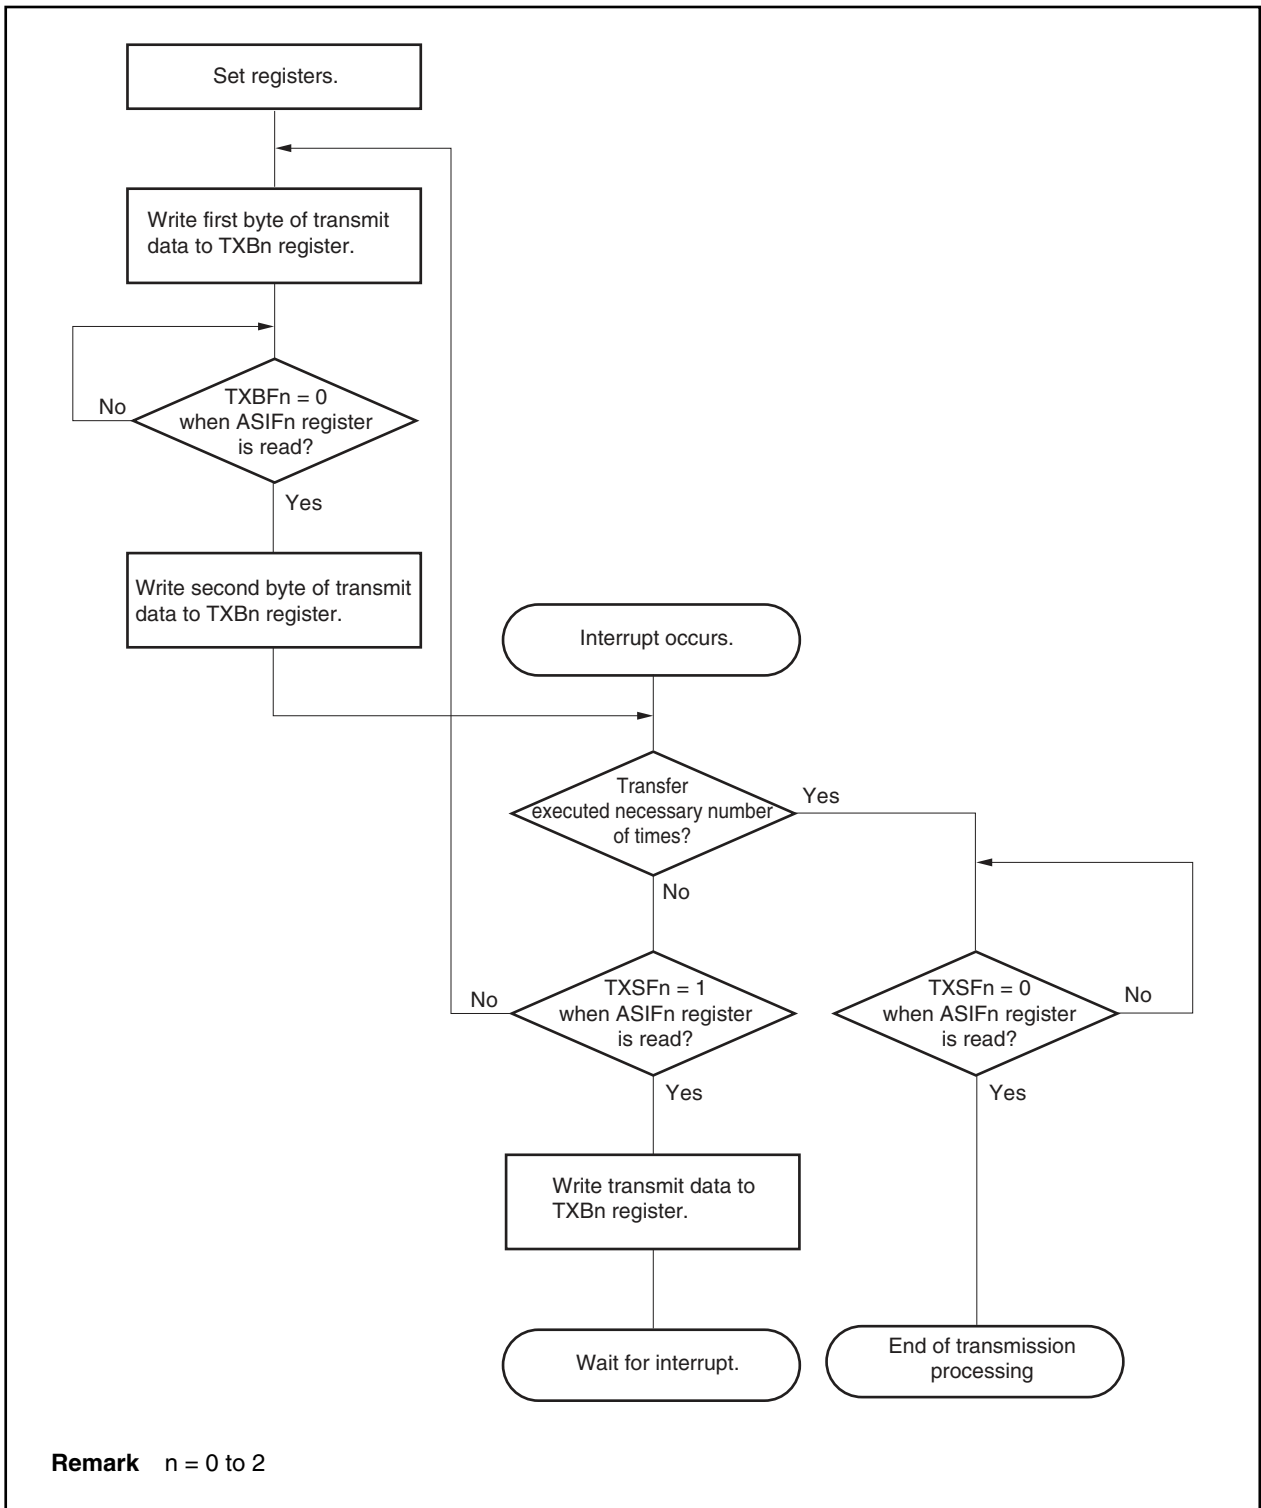 Set registers.
Write first byte of transmit
data to TXBn register.
TXBFn = 0
when ASIFn register
is read?
No
Yes
Write second byte of transmit
data to TXBn register.
Interrupt occurs.
Transfer
executed necessary number
of times?
Yes
No
TXSFn = 1
when ASIFn register
is read?
No
Yes
TXSFn = 0
when ASIFn register
is read?
No
Yes
Write transmit data to
TXBn register.
Wait for interrupt.
End of transmission
processing
Remark n = 0 to 2